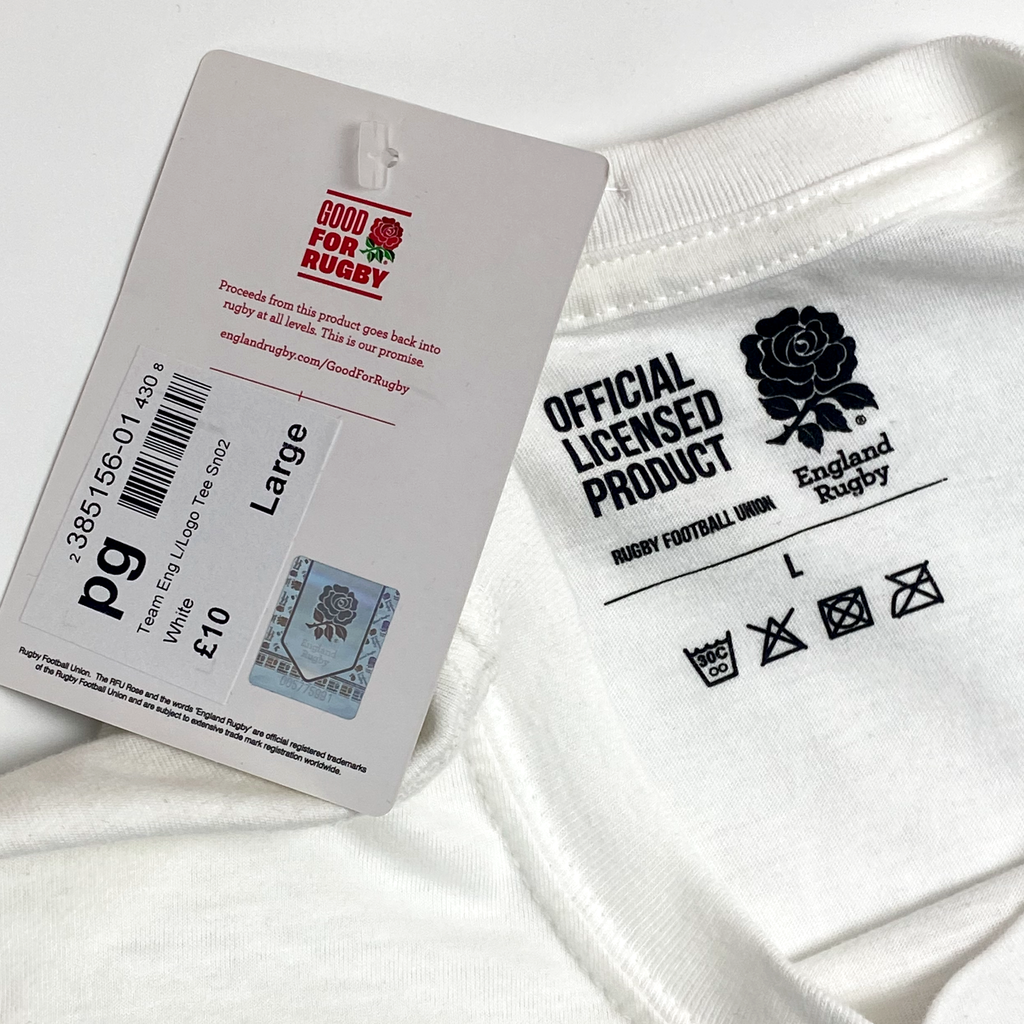 GOOD
FOR
RUGBY
Proceeds from this product goes back into
rugby at all levels. This is our promise.
englandrugby.com/GoodForRugby
2 385156-01 430 8
pg
Team Eng L/Logo Tee Sn02
White
£10
Large
England
Rugby
Rugby Football Union. The RFU Rose and the words 'England Rugby' are official registered trademarks
of the Rugby Football Union and are subject to extensive trade mark registration worldwide.
OFFICIAL
LICENSED
PRODUCT
RUGBY FOOTBALL UNION
®
England
Rugby
L
30C